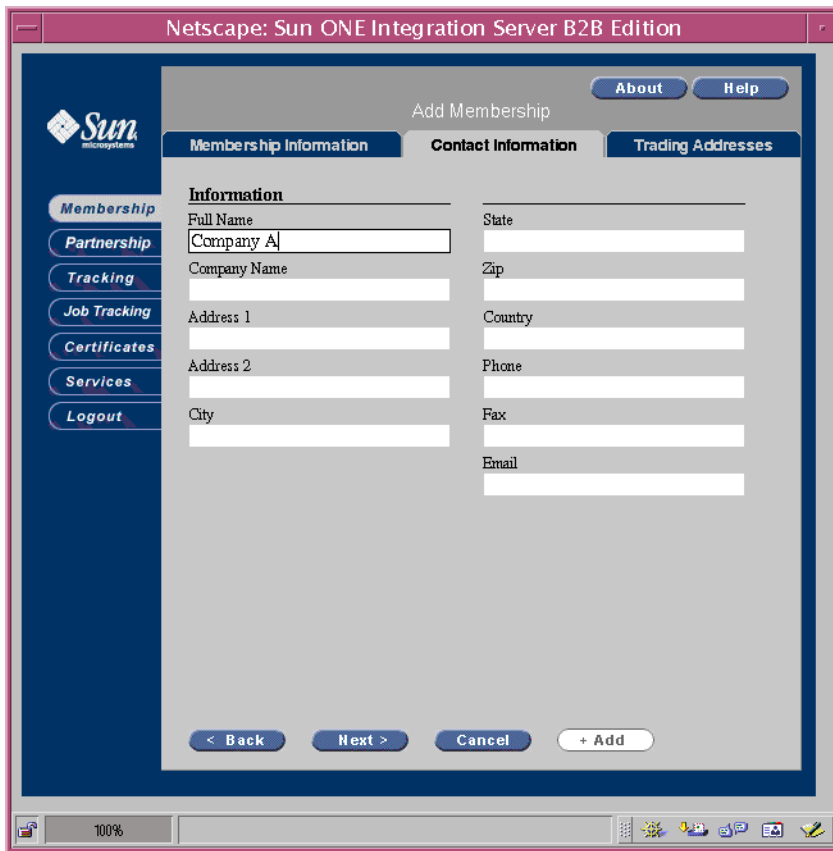 Netscape: Sun ONE Integration Server B2B Edition
About Help
Add Membership
Sun
microsystems
Membership Information Contact Information Trading Addresses
Membership
Partnership
Tracking
Job Tracking
Certificates
Services
Logout
Information
Full Name
Company A
Company Name
Address 1
Address 2
City
State
Zip
Country
Phone
Fax
Email
< Back Next > Cancel + Add
100%